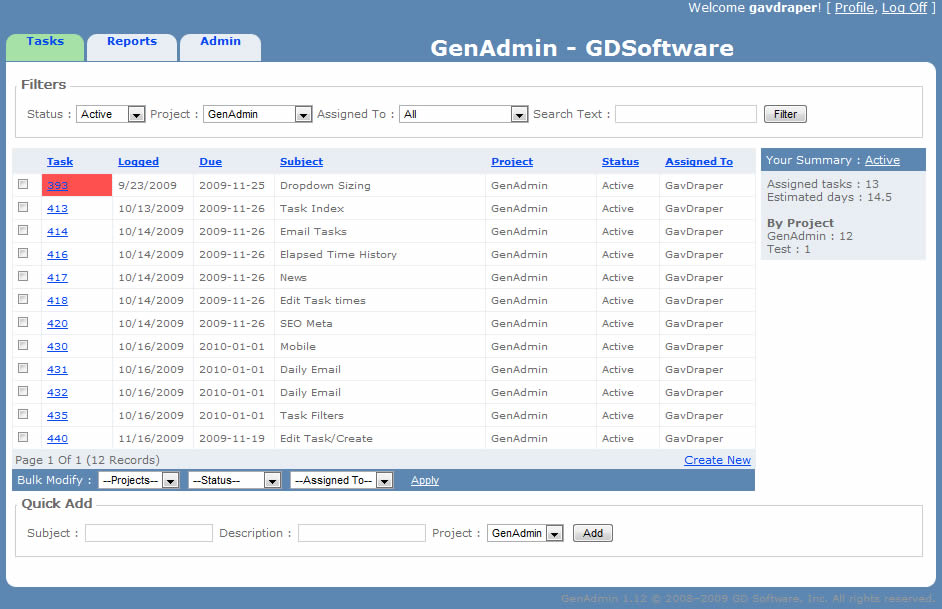 Welcome gavdraper! [ Profile, Log Off ]
Tasks Reports Admin
GenAdmin - GDSoftware
Filters
Status : Active Project : GenAdmin Assigned To : All Search Text : Filter
Task Logged Due Subject Project Status Assigned To
393 9/23/2009 2009-11-25 Dropdown Sizing GenAdmin Active GavDraper
413 10/13/2009 2009-11-26 Task Index GenAdmin Active GavDraper
414 10/14/2009 2009-11-26 Email Tasks GenAdmin Active GavDraper
416 10/14/2009 2009-11-26 Elapsed Time History GenAdmin Active GavDraper
417 10/14/2009 2009-11-26 News GenAdmin Active GavDraper
418 10/14/2009 2009-11-26 Edit Task times GenAdmin Active GavDraper
420 10/14/2009 2009-11-26 SEO Meta GenAdmin Active GavDraper
430 10/16/2009 2010-01-01 Mobile GenAdmin Active GavDraper
431 10/16/2009 2010-01-01 Daily Email GenAdmin Active GavDraper
432 10/16/2009 2010-01-01 Daily Email GenAdmin Active GavDraper
435 10/16/2009 2010-01-01 Task Filters GenAdmin Active GavDraper
440 11/16/2009 2009-11-19 Edit Task/Create GenAdmin Active GavDraper
Page 1 Of 1 (12 Records) Create New
Bulk Modify : --Projects-- --Status-- --Assigned To-- Apply
Your Summary : Active
Assigned tasks : 13
Estimated days : 14.5
By Project
GenAdmin : 12
Test : 1
Quick Add
Subject : Description : Project : GenAdmin Add
GenAdmin 1.12 © 2008-2009 GD Software, Inc. All rights reserved.